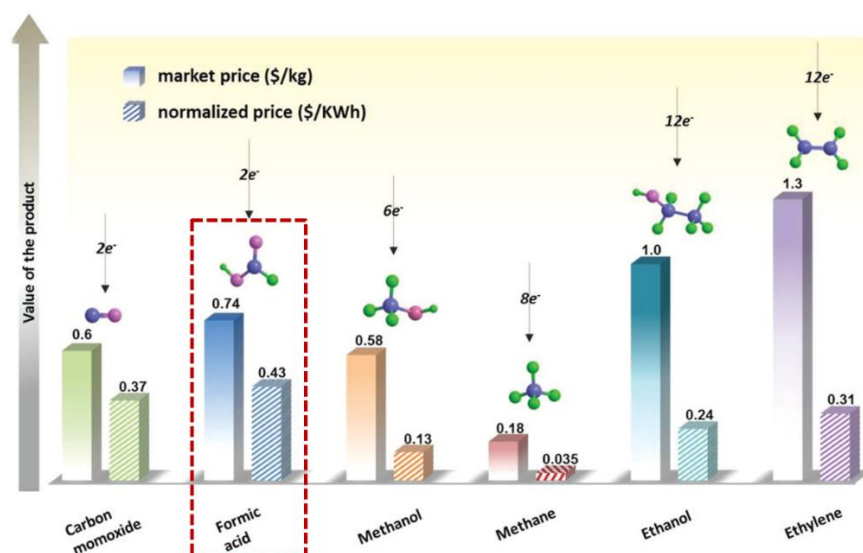 Value of the product
market price ($/kg)
normalized price ($/KWh)
2e-
0.6
0.37
Carbon
momoxide
2e-
0.74
0.43
Formic
acid
6e-
0.58
0.13
Methanol
8e-
0.18
0.035
Methane
12e-
1.0
0.24
Ethanol
12e-
1.3
0.31
Ethylene